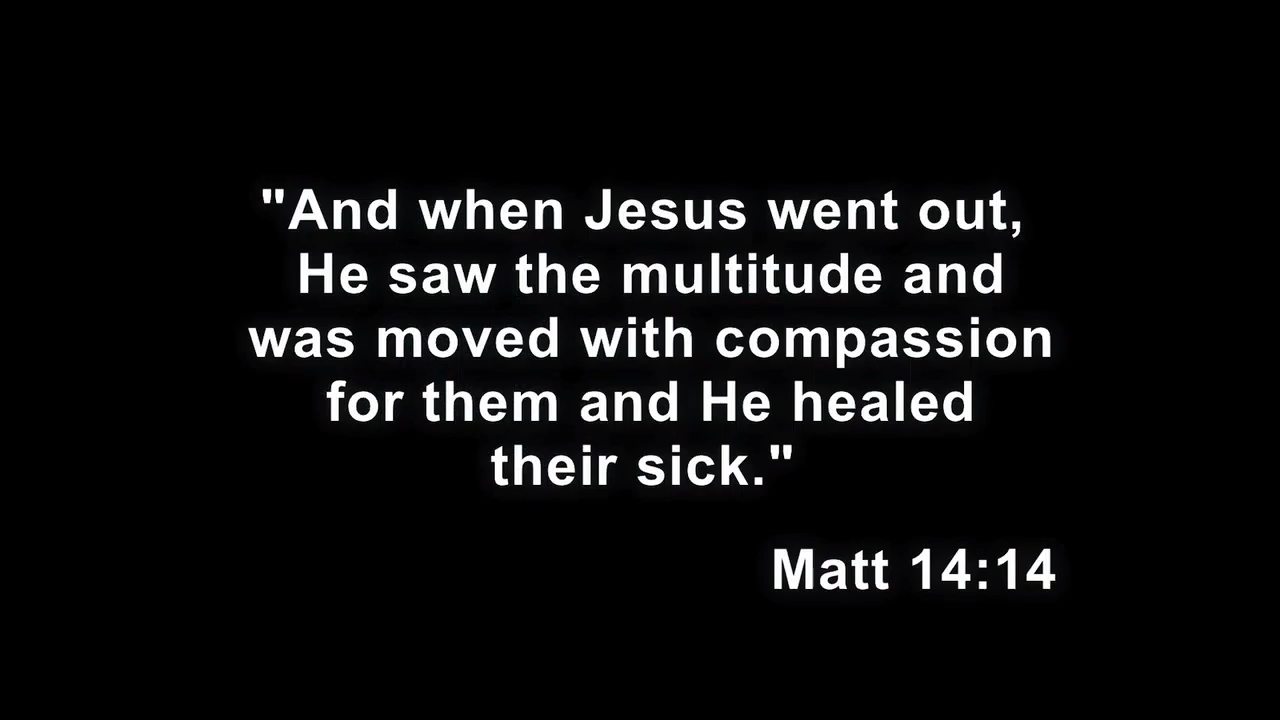 "And when Jesus went out,
He saw the multitude and
was moved with compassion
for them and He healed
their sick."
Matt 14:14